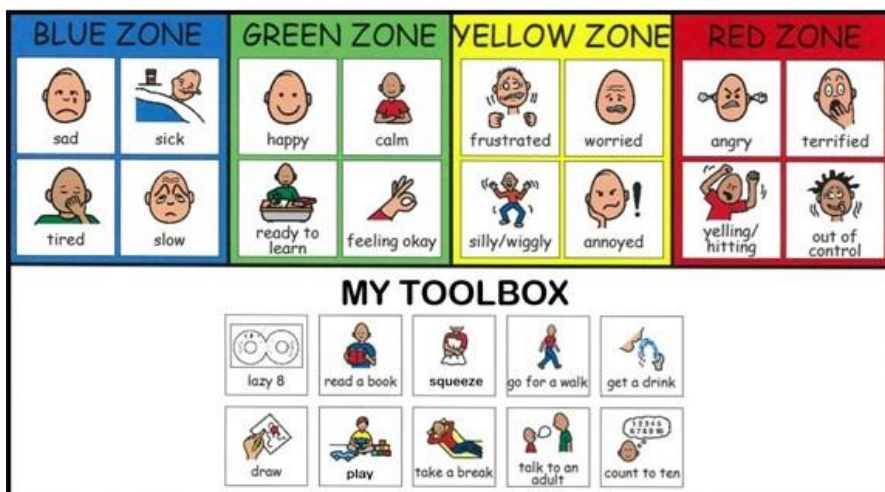 BLUE ZONE
GREEN ZONE
YELLOW ZONE
RED ZONE
sad
sick
happy
calm
frustrated
worried
angry
terrified
tired
slow
ready to
learn
feeling okay
silly/wiggly
annoyed
yelling/
hitting
out of
control
MY TOOLBOX
lazy 8
read a book
squeeze
go for a walk
get a drink
draw
play
take a break
talk to an
adult
count to ten